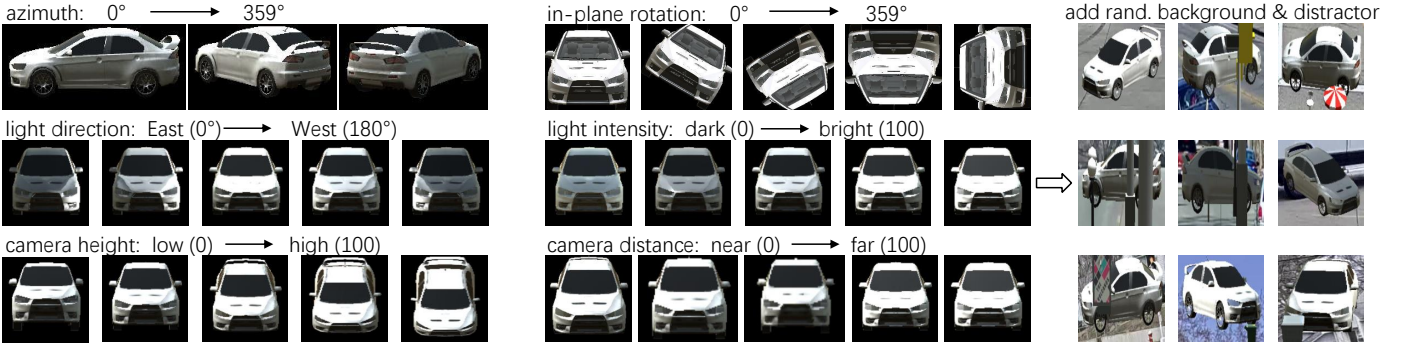 azimuth: 0° 359°
in-plane rotation: 0° 359°
add rand. background & distractor
light direction: East (0°) West (180°)
light intensity: dark (0) bright (100)
camera height: low (0) high (100)
camera distance: near (0) far (100)